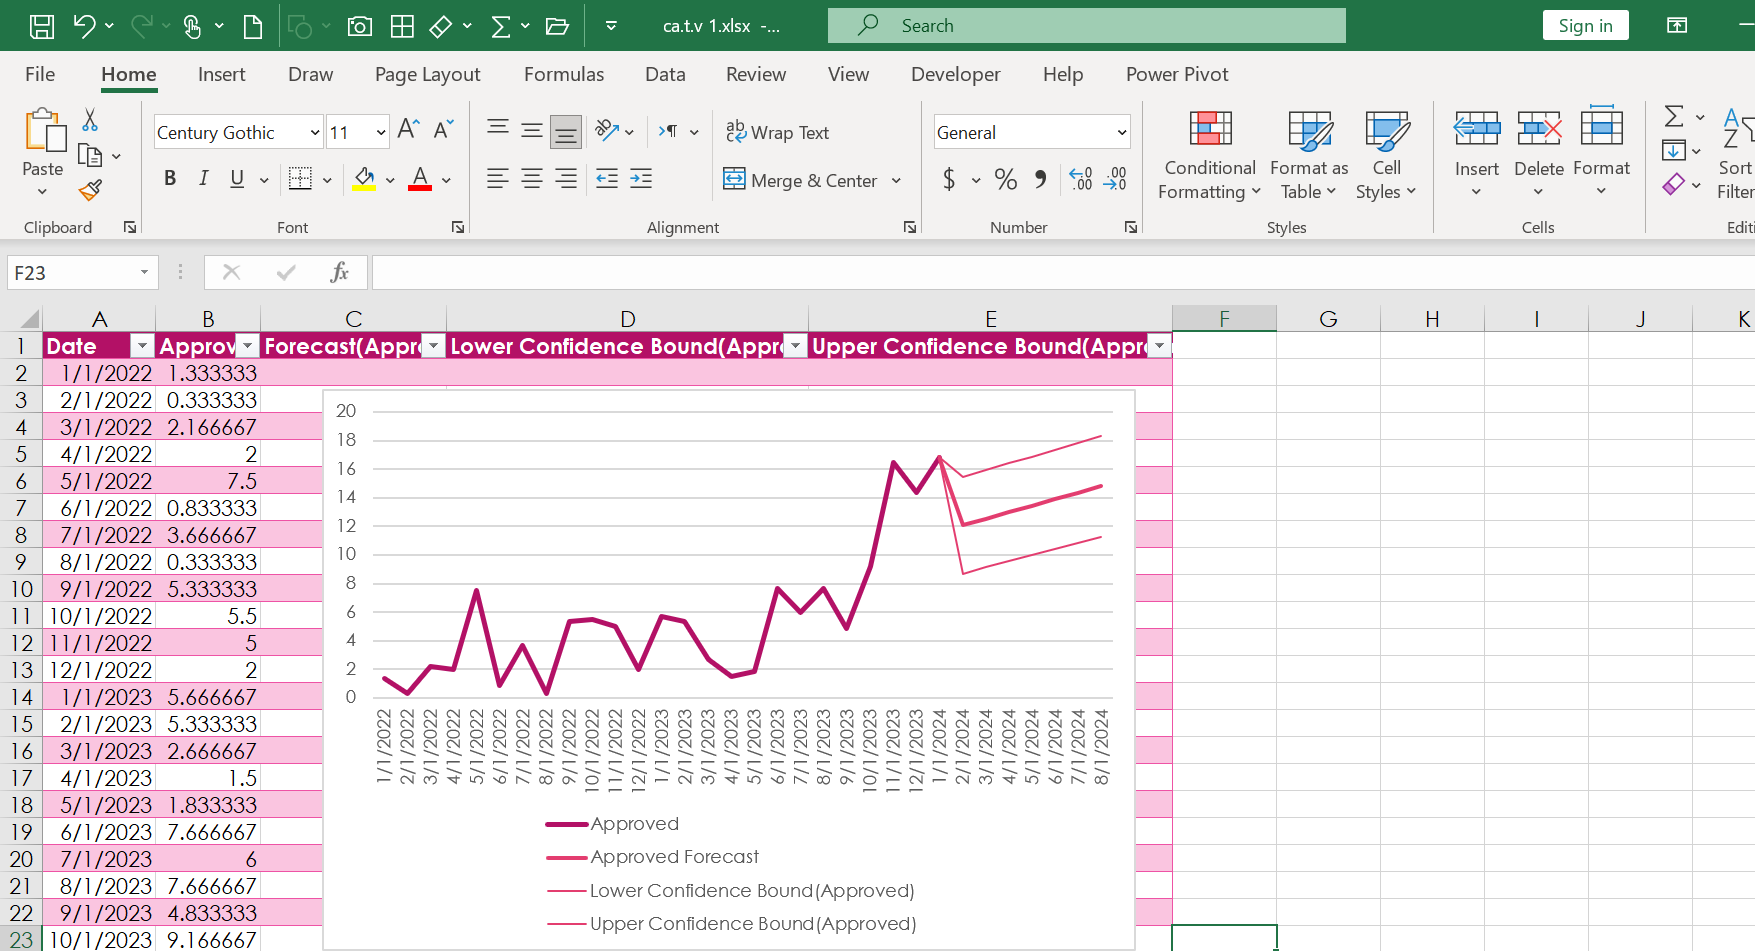 ca.t.v 1.xlsx -...
Search
Sign in
File Home Insert Draw Page Layout Formulas Data Review View Developer Help Power Pivot
Paste
Clipboard
Century Gothic 11 A A
B I U A
Font
ab Wrap Text
Merge & Center
Alignment
General
$ % , .00
Number
Conditional Formatting
Format as Table
Cell Styles
Styles
Insert Delete Format
Cells
Sort
Filter
F23 fx
A B C D E F G H I J K
1 Date Approv Forecast(Appr Lower Confidence Bound(Appr Upper Confidence Bound(Appr
2 1/1/2022 1.333333
3 2/1/2022 0.333333
4 3/1/2022 2.166667
5 4/1/2022 2
6 5/1/2022 7.5
7 6/1/2022 0.833333
8 7/1/2022 3.666667
9 8/1/2022 0.333333
10 9/1/2022 5.333333
11 10/1/2022 5.5
12 11/1/2022 5
13 12/1/2022 2
14 1/1/2023 5.666667
15 2/1/2023 5.333333
16 3/1/2023 2.666667
17 4/1/2023 1.5
18 5/1/2023 1.833333
19 6/1/2023 7.666667
20 7/1/2023 6
21 8/1/2023 7.666667
22 9/1/2023 4.833333
23 10/1/2023 9.166667
20
18
16
14
12
10
8
6
4
2
0
1/1/2022 2/1/2022 3/1/2022 4/1/2022 5/1/2022 6/1/2022 7/1/2022 8/1/2022 9/1/2022 10/1/2022 11/1/2022 12/1/2022 1/1/2023 2/1/2023 3/1/2023 4/1/2023 5/1/2023 6/1/2023 7/1/2023 8/1/2023 9/1/2023 10/1/2023 11/1/2023 12/1/2023 1/1/2024 2/1/2024 3/1/2024 4/1/2024 5/1/2024 6/1/2024 7/1/2024 8/1/2024
Approved
Approved Forecast
Lower Confidence Bound(Approved)
Upper Confidence Bound(Approved)